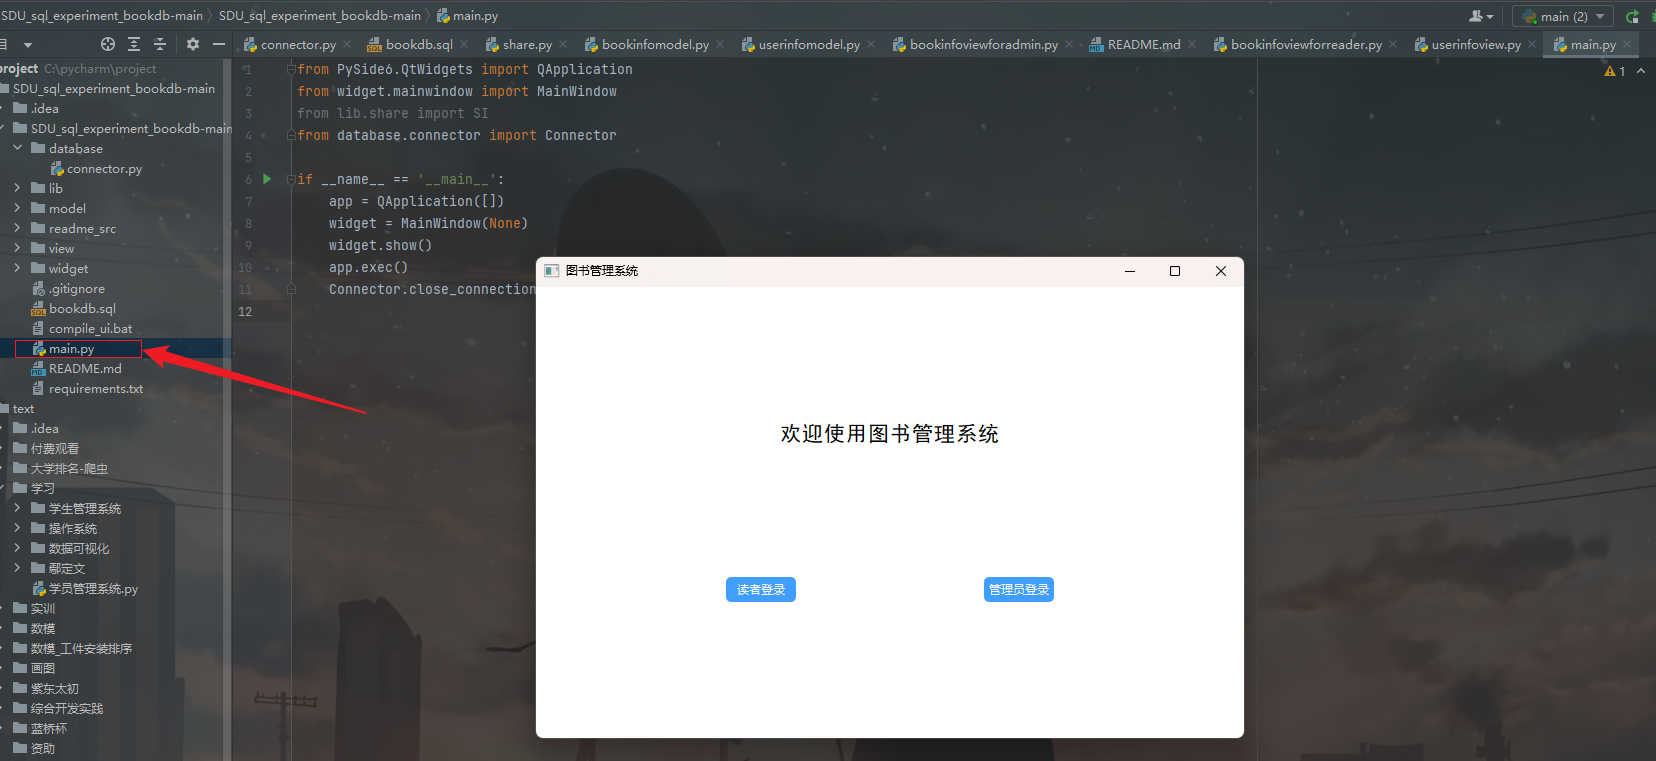 SDU_sql_experiment_bookdb-main
SDU_sql_experiment_bookdb-main
main.py
main (2)
connector.py
bookdb.sql
share.py
bookinfomodel.py
userinfomodel.py
bookinfoviewforadmin.py
README.md
bookinfoviewforreader.py
userinfoview.py
main.py
project C:\pycharm\project
SDU_sql_experiment_bookdb-main
.idea
SDU_sql_experiment_bookdb-main
database
connector.py
lib
model
readme_src
view
widget
.gitignore
bookdb.sql
compile_ui.bat
main.py
README.md
requirements.txt
text
.idea
付费观看
大学排名-爬虫
学习
学生管理系统
操作系统
数据可视化
鄢定文
学员管理系统.py
实训
数模
数模_工件安装排序
画图
紫东太初
综合开发实践
蓝桥杯
资助
1 from PySide6.QtWidgets import QApplication
2 from widget.mainwindow import MainWindow
3 from lib.share import SI
4 from database.connector import Connector
5
6 if __name__ == '__main__':
7 app = QApplication([])
8 widget = MainWindow(None)
9 widget.show()
10 app.exec()
11 Connector.close_connection
12
1
图书管理系统
欢迎使用图书管理系统
读者登录
管理员登录